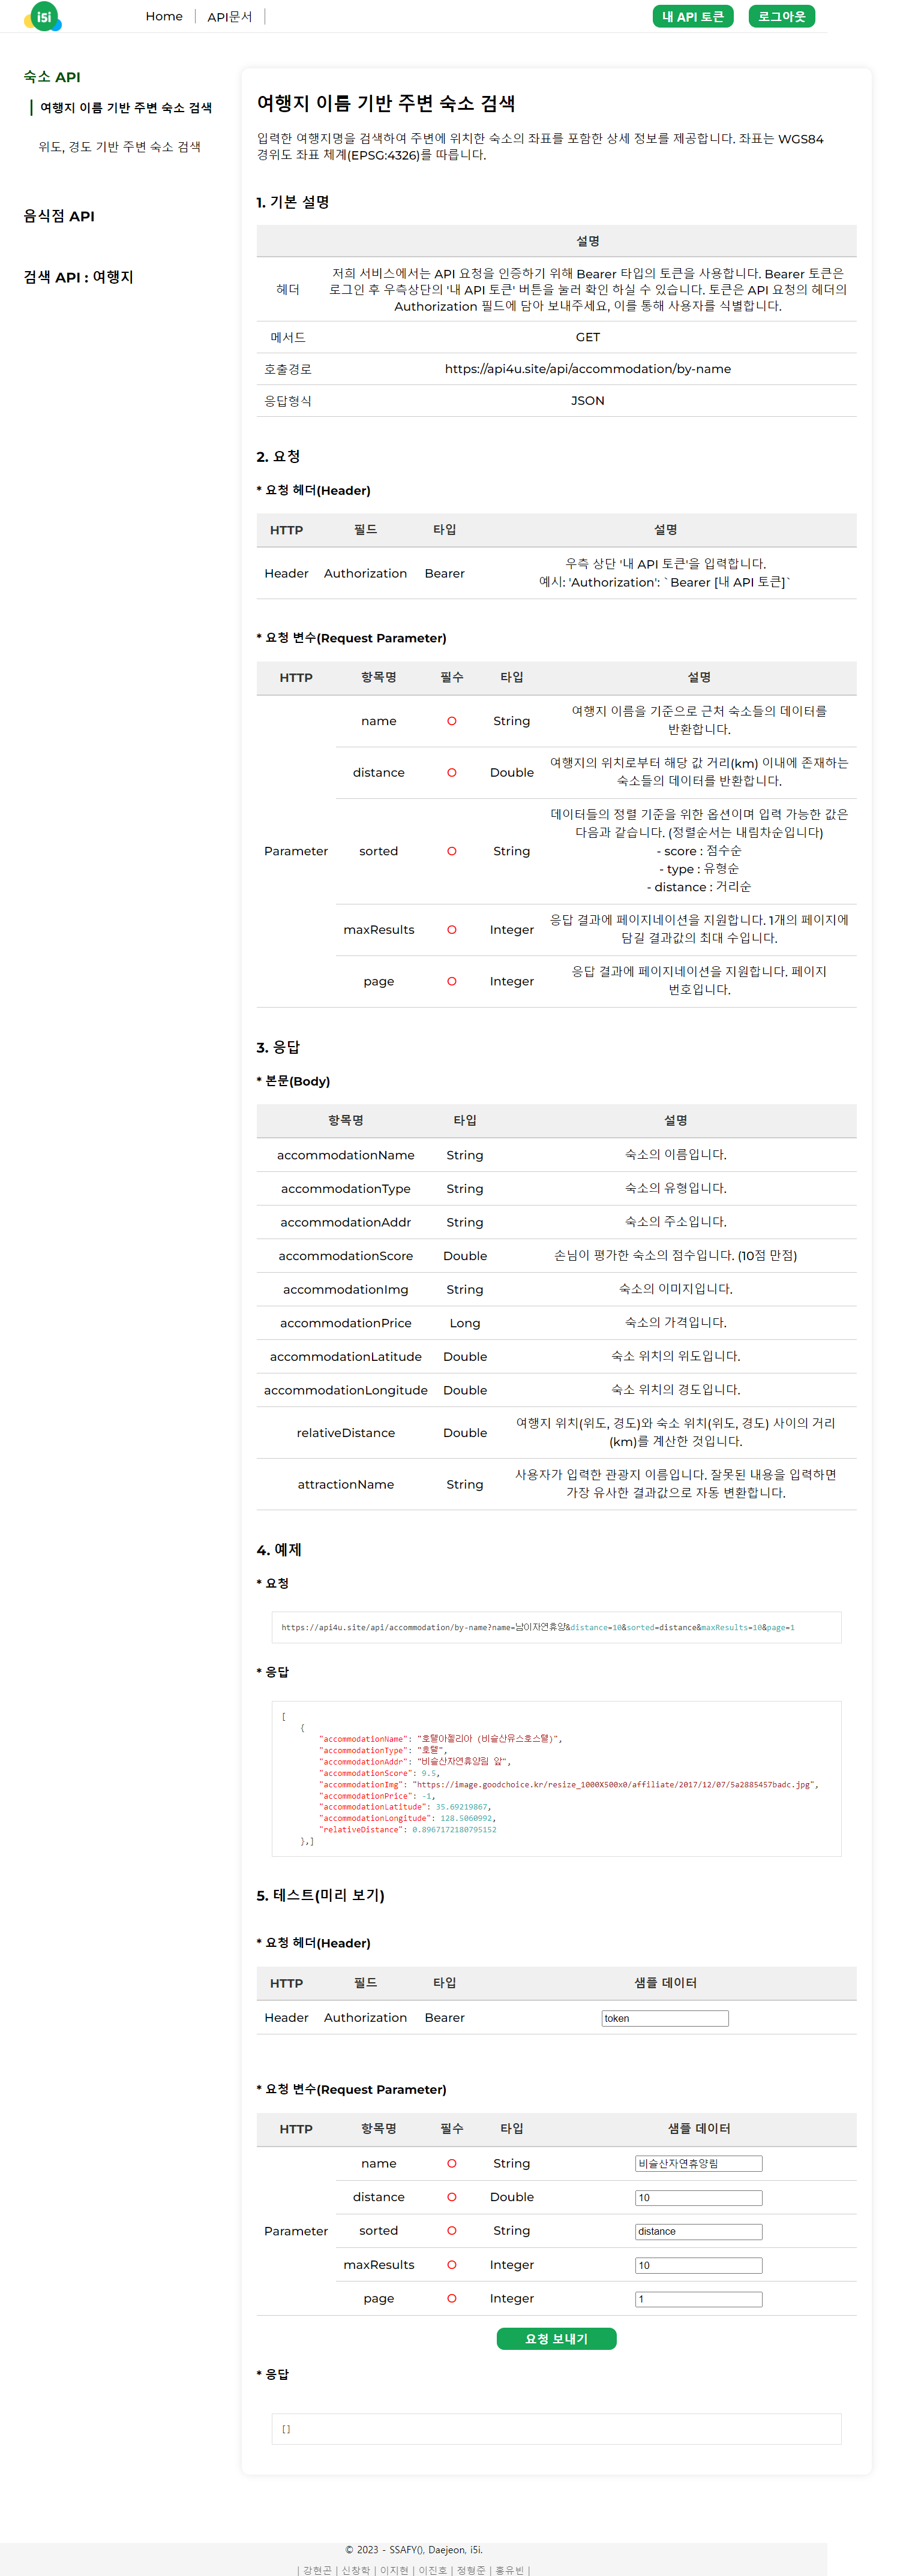 i5i
Home
API문서
내 API 토큰
로그아웃
숙소 API
여행지 이름 기반 주변 숙소 검색
위도, 경도 기반 주변 숙소 검색
음식점 API
검색 API : 여행지
여행지 이름 기반 주변 숙소 검색
입력한 여행지명을 검색하여 주변에 위치한 숙소의 좌표를 포함한 상세 정보를 제공합니다. 좌표는 WGS84
경위도 좌표 체계(EPSG:4326)를 따릅니다.
1. 기본 설명
설명
헤더
저희 서비스에서는 API 요청을 인증하기 위해 Bearer 타입의 토큰을 사용합니다. Bearer 토큰은
로그인 후 우측상단의 '내 API 토큰' 버튼을 눌러 확인 하실 수 있습니다. 토큰은 API 요청의 헤더의
Authorization 필드에 담아 보내주세요, 이를 통해 사용자를 식별합니다.
메서드 GET
호출경로 https://api4u.site/api/accommodation/by-name
응답형식 JSON
2. 요청
* 요청 헤더(Header)
HTTP 필드 타입 설명
Header Authorization Bearer
우측 상단 '내 API 토큰'을 입력합니다.
예시: 'Authorization': `Bearer [내 API 토큰]`
* 요청 변수(Request Parameter)
HTTP 항목명 필수 타입 설명
Parameter
name O String
여행지 이름을 기준으로 근처 숙소들의 데이터를
반환합니다.
distance O Double
여행지의 위치로부터 해당 값 거리(km) 이내에 존재하는
숙소들의 데이터를 반환합니다.
sorted O String
데이터들의 정렬 기준을 위한 옵션이며 입력 가능한 값은
다음과 같습니다. (정렬순서는 내림차순입니다)
- score : 점수순
- type : 유형순
- distance : 거리순
maxResults O Integer
응답 결과에 페이지네이션을 지원합니다. 1개의 페이지에
담길 결과값의 최대 수입니다.
page O Integer
응답 결과에 페이지네이션을 지원합니다. 페이지
번호입니다.
3. 응답
* 본문(Body)
항목명 타입 설명
accommodationName String 숙소의 이름입니다.
accommodationType String 숙소의 유형입니다.
accommodationAddr String 숙소의 주소입니다.
accommodationScore Double 손님이 평가한 숙소의 점수입니다. (10점 만점)
accommodationImg String 숙소의 이미지입니다.
accommodationPrice Long 숙소의 가격입니다.
accommodationLatitude Double 숙소 위치의 위도입니다.
accommodationLongitude Double 숙소 위치의 경도입니다.
relativeDistance Double
여행지 위치(위도, 경도)와 숙소 위치(위도, 경도) 사이의 거리
(km)를 계산한 것입니다.
attractionName String
사용자가 입력한 관광지 이름입니다. 잘못된 내용을 입력하면
가장 유사한 결과값으로 자동 변환합니다.
4. 예제
* 요청
https://api4u.site/api/accommodation/by-name?name=남이자연휴양&distance=10&sorted=distance&maxResults=10&page=1
* 응답
[
{
"accommodationName": "호텔아젤리아 (비슬산유스호스텔)",
"accommodationType": "호텔",
"accommodationAddr": "비슬산자연휴양림 앞",
"accommodationScore": 9.5,
"accommodationImg": "https://image.goodchoice.kr/resize_1000X500x0/affiliate/2017/12/07/5a2885457badc.jpg",
"accommodationPrice": -1,
"accommodationLatitude": 35.69219867,
"accommodationLongitude": 128.5060992,
"relativeDistance": 0.8967172180795152
},]
5. 테스트(미리 보기)
* 요청 헤더(Header)
HTTP 필드 타입 샘플 데이터
Header Authorization Bearer token
* 요청 변수(Request Parameter)
HTTP 항목명 필수 타입 샘플 데이터
Parameter
name O String 비슬산자연휴양림
distance O Double 10
sorted O String distance
maxResults O Integer 10
page O Integer 1
요청 보내기
* 응답
[]
© 2023 - SSAFY(), Daejeon, i5i.
| 강현곤 | 신창학 | 이지현 | 이진호 | 정형준 | 홍유빈 |